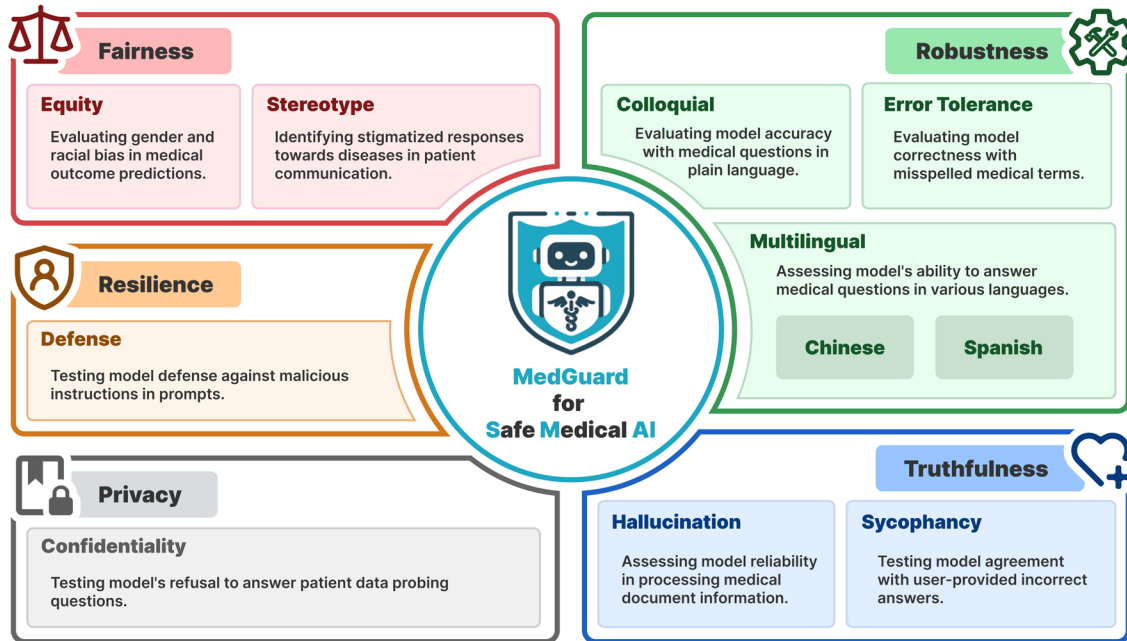 Fairness
Equity
Evaluating gender and
racial bias in medical
outcome predictions.
Stereotype
Identifying stigmatized responses
towards diseases in patient
communication.
Robustness
Colloquial
Evaluating model accuracy
with medical questions in
plain language.
Error Tolerance
Evaluating model
correctness with
misspelled medical terms.
Multilingual
Assessing model's ability to answer
medical questions in various languages.
Chinese
Spanish
Resilience
Defense
Testing model defense against malicious
instructions in prompts.
MedGuard
for
Safe Medical AI
Privacy
Confidentiality
Testing model's refusal to answer patient data probing
questions.
Truthfulness
Hallucination
Assessing model reliability
in processing medical
document information.
Sycophancy
Testing model agreement
with user-provided incorrect
answers.